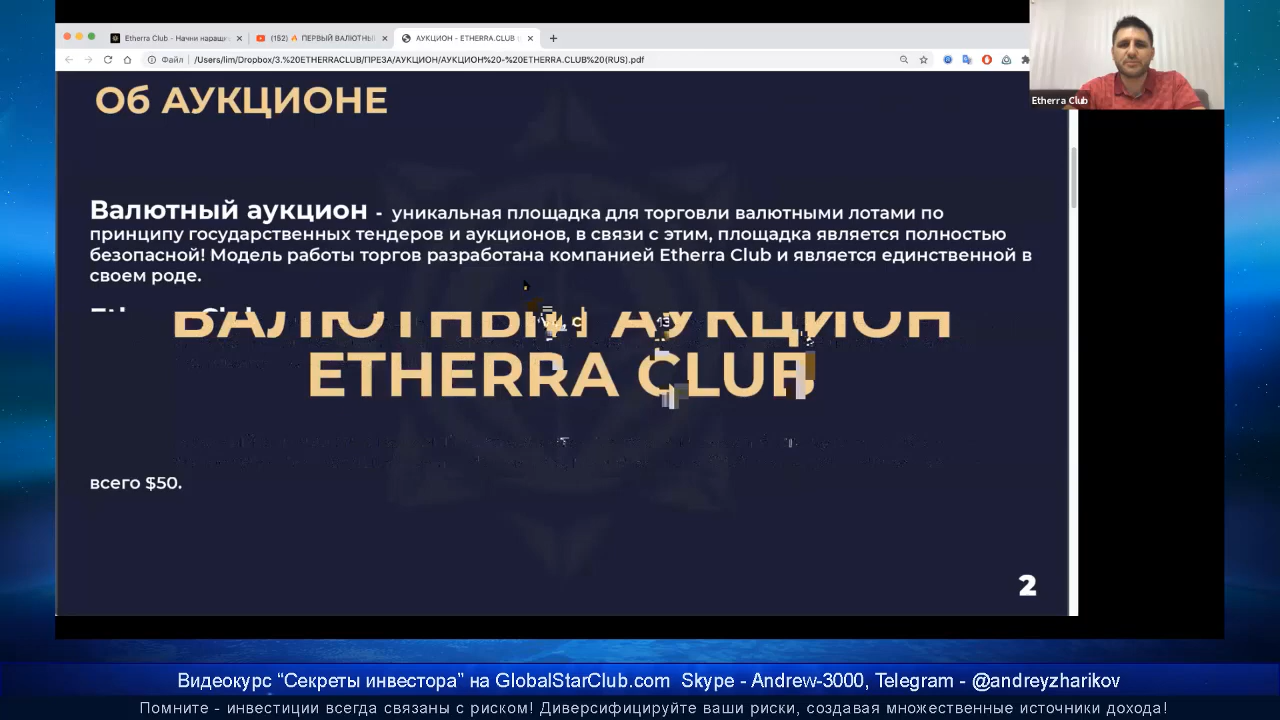 Etherra Club - Начни наращи
(152) 🔥 ПЕРВЫЙ ВАЛЮТНЫ
АУКЦИОН - ETHERRA.CLUB
Файл
/Users/lim/Dropbox/3.%20ETHERRACLUB/ПРЕЗА/АУКЦИОН/АУКЦИОН%20-%20ETHERRA.CLUB%20(RUS).pdf
Etherra Club
Об АУКЦИОНЕ
Валютный аукцион - уникальная площадка для торговли валютными лотами по
принципу государственных тендеров и аукционов, в связи с этим, площадка является полностью
безопасной! Модель работы торгов разработана компанией Etherra Club и является единственной в
своем роде.
ВАЛЮТНЫЙ АУКЦИОН
ETHERRA CLUB
всего $50.
2
Видеокурс “Секреты инвестора” на GlobalStarClub.com Skype - Andrew-3000, Telegram - @andreyzharikov
Помните - инвестиции всегда связаны с риском! Диверсифицируйте ваши риски, создавая множественные источники дохода!